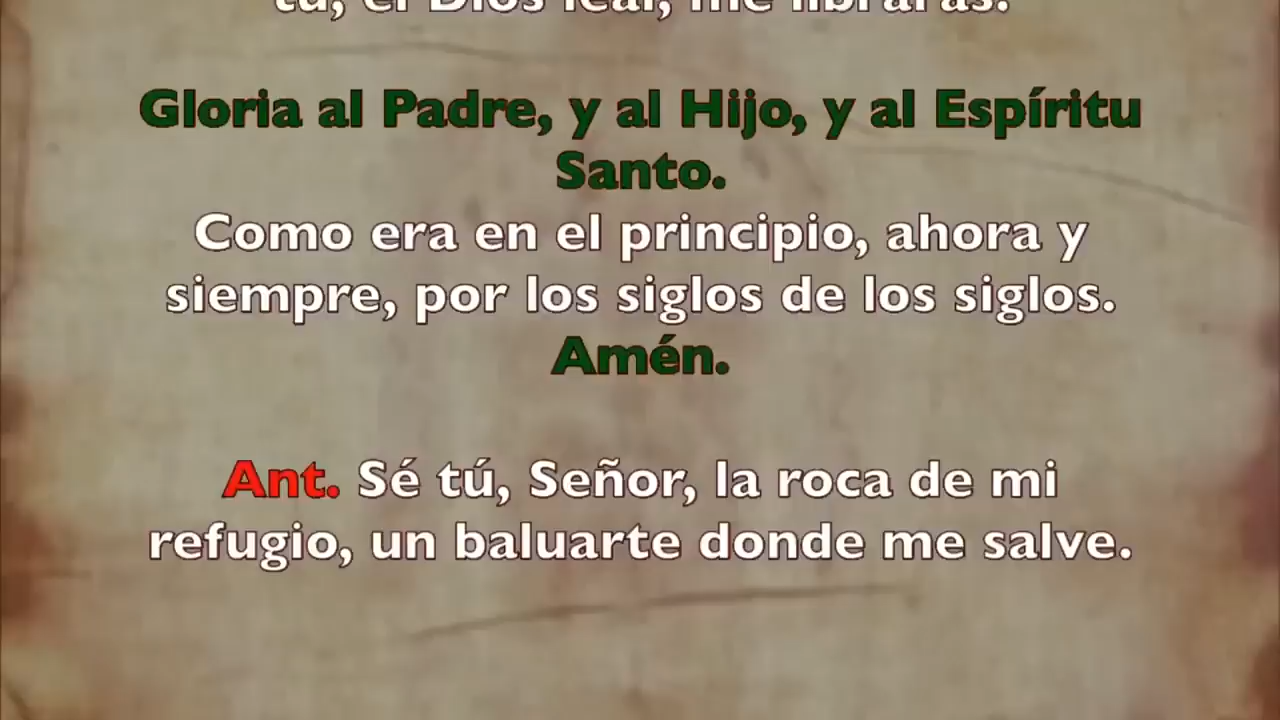 tú, el Dios leal, me librarás.
Gloria al Padre, y al Hijo, y al Espíritu
Santo.
Como era en el principio, ahora y
siempre, por los siglos de los siglos.
Amén.
Ant. Sé tú, Señor, la roca de mi
refugio, un baluarte donde me salve.